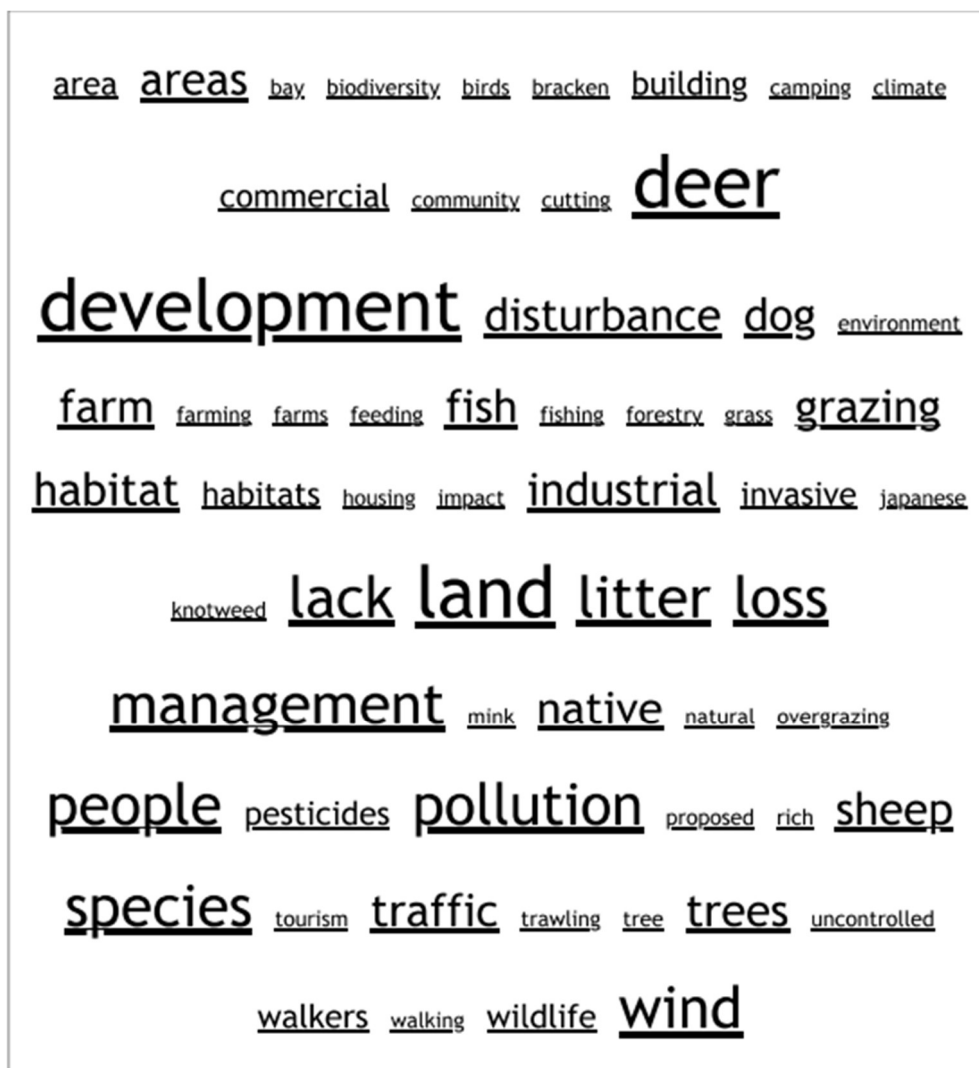 area areas bay biodiversity birds bracken building camping climate
commercial community cutting deer
development disturbance dog environment
farm farming farms feeding fish fishing forestry grass grazing
habitat habitats housing impact industrial invasive japanese
knotweed lack land litter loss
management mink native natural overgrazing
people pesticides pollution proposed rich sheep
species tourism traffic trawling tree trees uncontrolled
walkers walking wildlife wind